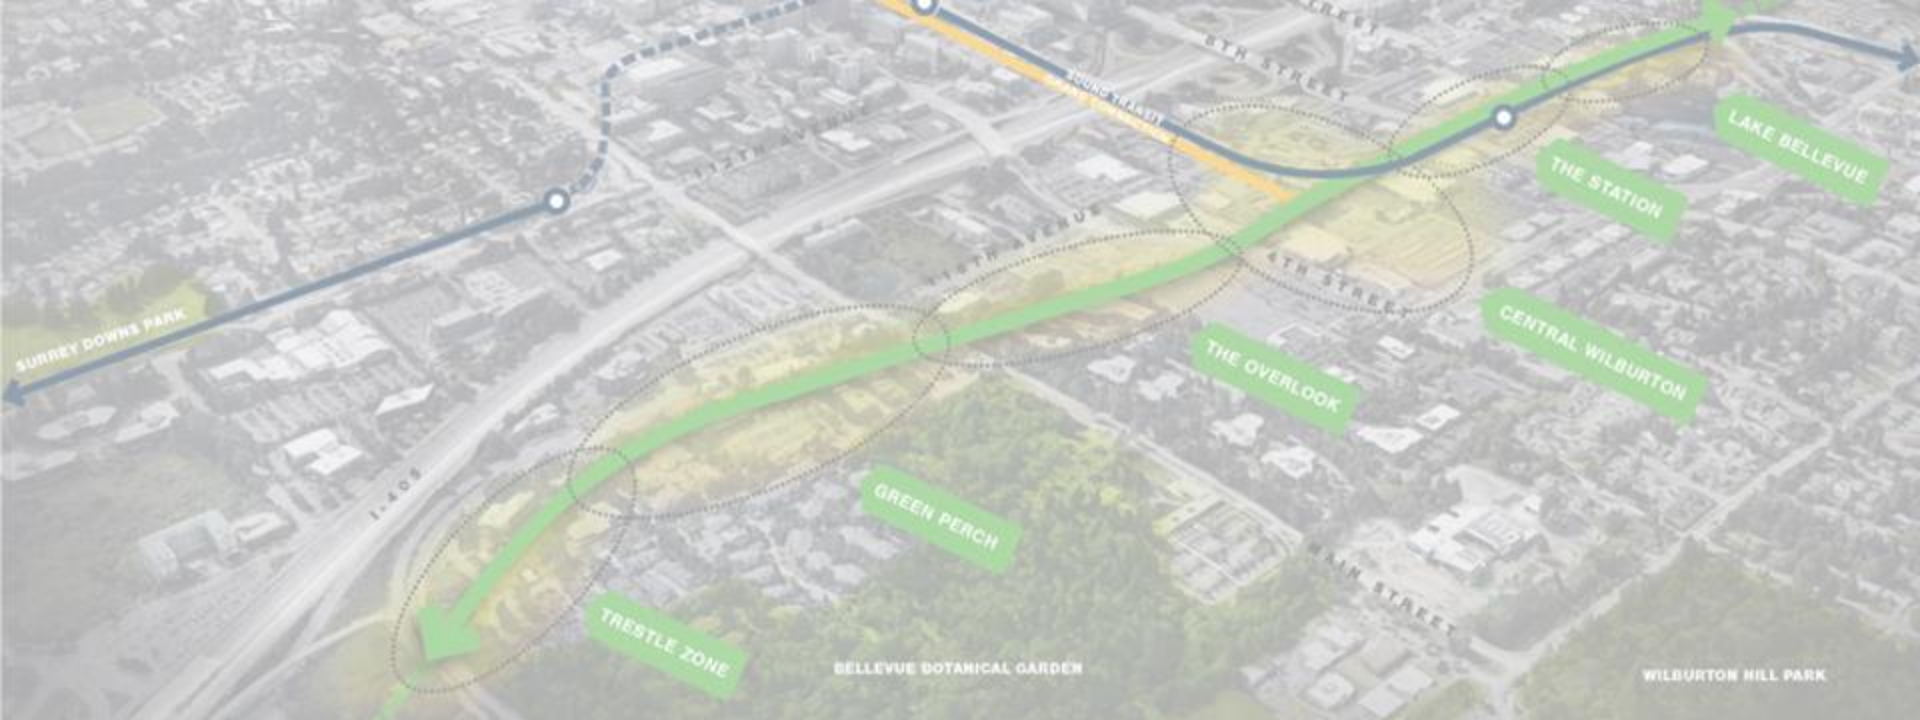 8TH STREET
SOUND TRANSIT
LAKE BELLEVUE
112TH AVENUE
THE STATION
116TH AVENUE
4TH STREET
SURREY DOWNS PARK
CENTRAL WILBURTON
THE OVERLOOK
I-405
GREEN PERCH
MAIN STREET
TRESTLE ZONE
BELLEVUE BOTANICAL GARDEN
WILBURTON HILL PARK